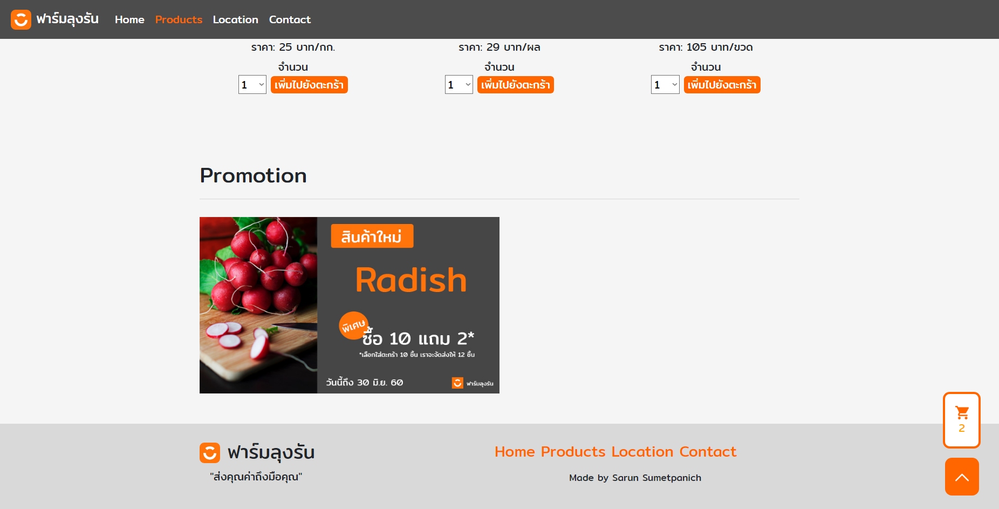 ฟาร์มลุงรัน Home Products Location Contact
ราคา: 25 บาท/กก. ราคา: 29 บาท/ผล ราคา: 105 บาท/ขวด
จำนวน จำนวน จำนวน
1 เพิ่มไปยังตะกร้า 1 เพิ่มไปยังตะกร้า 1 เพิ่มไปยังตะกร้า
Promotion
สินค้าใหม่
Radish
พิเศษ
ซื้อ 10 แถม 2*
*เลือกใส่ตะกร้า 10 ชิ้น เราจะจัดส่งให้ 12 ชิ้น
วันนี้ถึง 30 มิ.ย. 60 ฟาร์มลุงรัน
2
ฟาร์มลุงรัน Home Products Location Contact
"ส่งคุณค่าถึงมือคุณ" Made by Sarun Sumetpanich